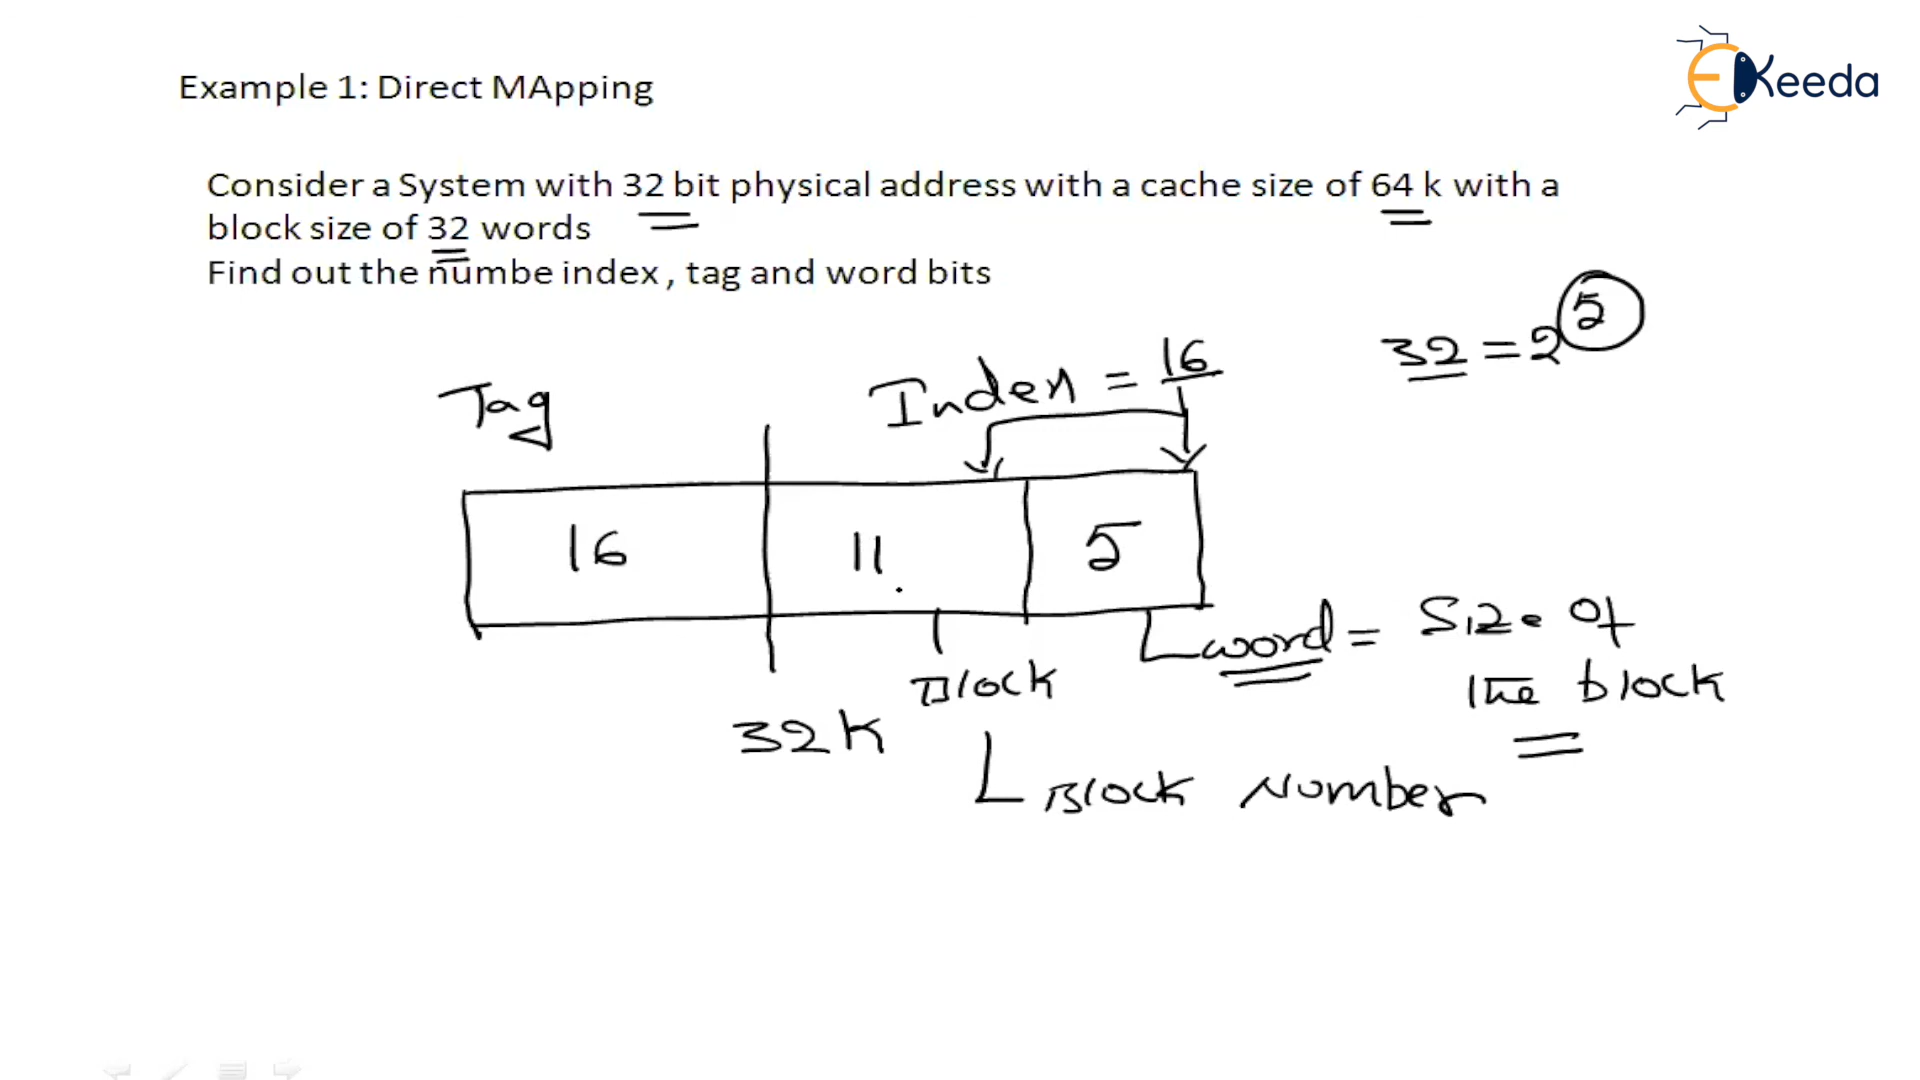 EKeeda
Example 1: Direct MApping
Consider a System with 32 bit physical address with a cache size of 64 k with a
block size of 32 words
Find out the numbe index, tag and word bits
32 = 2^5
Tag
Index = 16
16 11 5
word = Size of
the block
Block
32K
Block Number